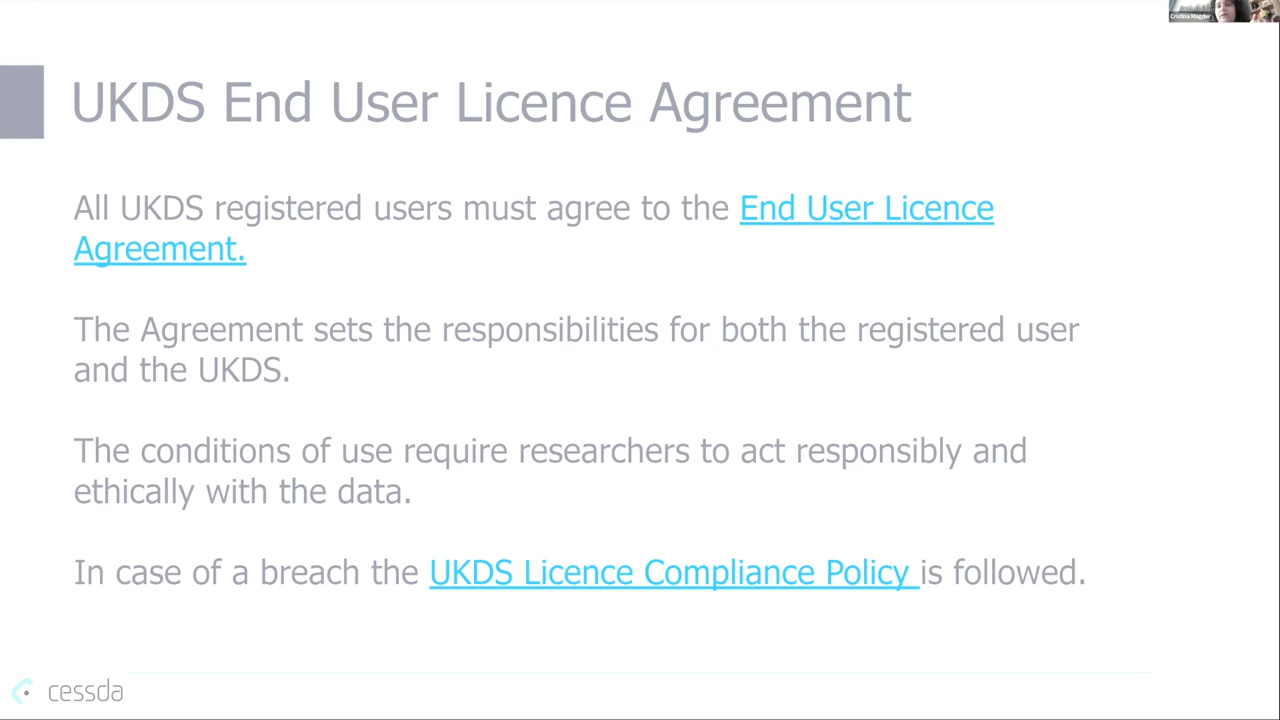 Cristina Magder
UKDS End User Licence Agreement
All UKDS registered users must agree to the End User Licence
Agreement.
The Agreement sets the responsibilities for both the registered user
and the UKDS.
The conditions of use require researchers to act responsibly and
ethically with the data.
In case of a breach the UKDS Licence Compliance Policy is followed.
cessda